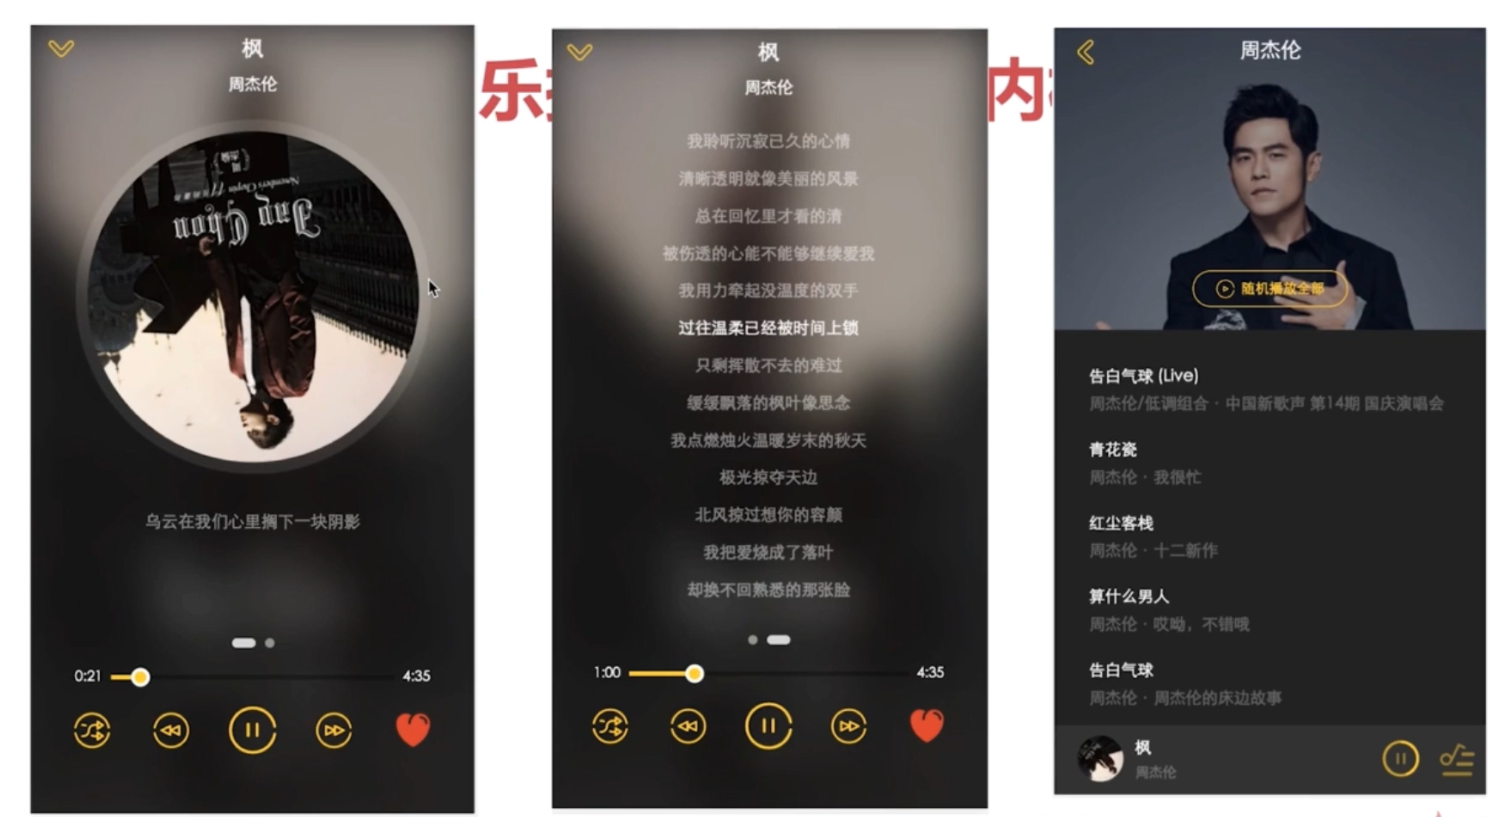 枫
周杰伦
周杰伦
Jay Chou
November's Chopin
乌云在我们心里搁下一块阴影
0:21
4:35
乐
枫
周杰伦
我聆听沉寂已久的心情
清晰透明就像美丽的风景
总在回忆里才看的清
被伤透的心能不能够继续爱我
我用力牵起没温度的双手
过往温柔已经被时间上锁
只剩挥散不去的难过
缓缓飘落的枫叶像思念
我点燃烛火温暖岁末的秋天
极光掠夺天边
北风掠过想你的容颜
我把爱烧成了落叶
却换不回熟悉的那张脸
1:00
4:35
内
周杰伦
随机播放全部
告白气球 (Live)
周杰伦/低调组合 · 中国新歌声 第14期 国庆演唱会
青花瓷
周杰伦 · 我很忙
红尘客栈
周杰伦 · 十二新作
算什么男人
周杰伦 · 哎呦，不错哦
告白气球
周杰伦 · 周杰伦的床边故事
枫
周杰伦